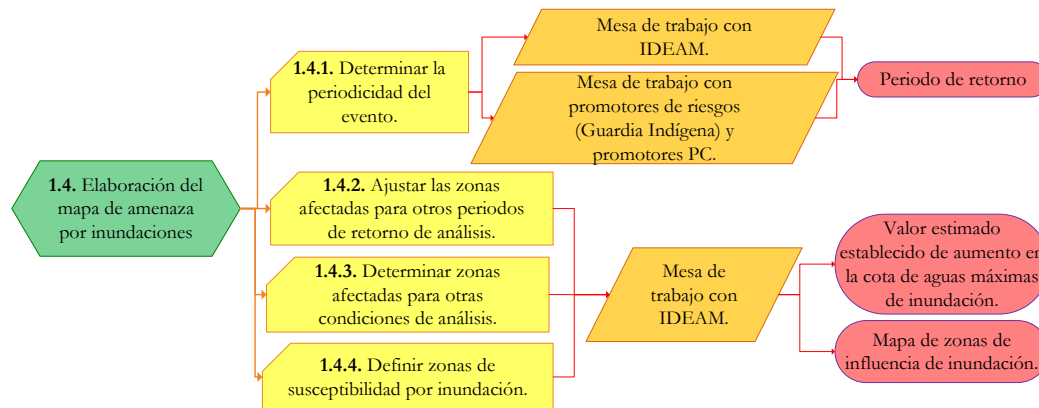 1.4. Elaboración del
mapa de amenaza
por inundaciones
1.4.1. Determinar la
periodicidad del
evento.
Mesa de trabajo con
IDEAM.
Mesa de trabajo con
promotores de riesgos
(Guardia Indígena) y
promotores PC.
Periodo de retorno
1.4.2. Ajustar las zonas
afectadas para otros periodos
de retorno de análisis.
1.4.3. Determinar zonas
afectadas para otras
condiciones de análisis.
1.4.4. Definir zonas de
susceptibilidad por inundación.
Mesa de
trabajo con
IDEAM.
Valor estimado
establecido de aumento en
la cota de aguas máximas
de inundación.
Mapa de zonas de
influencia de inundación.